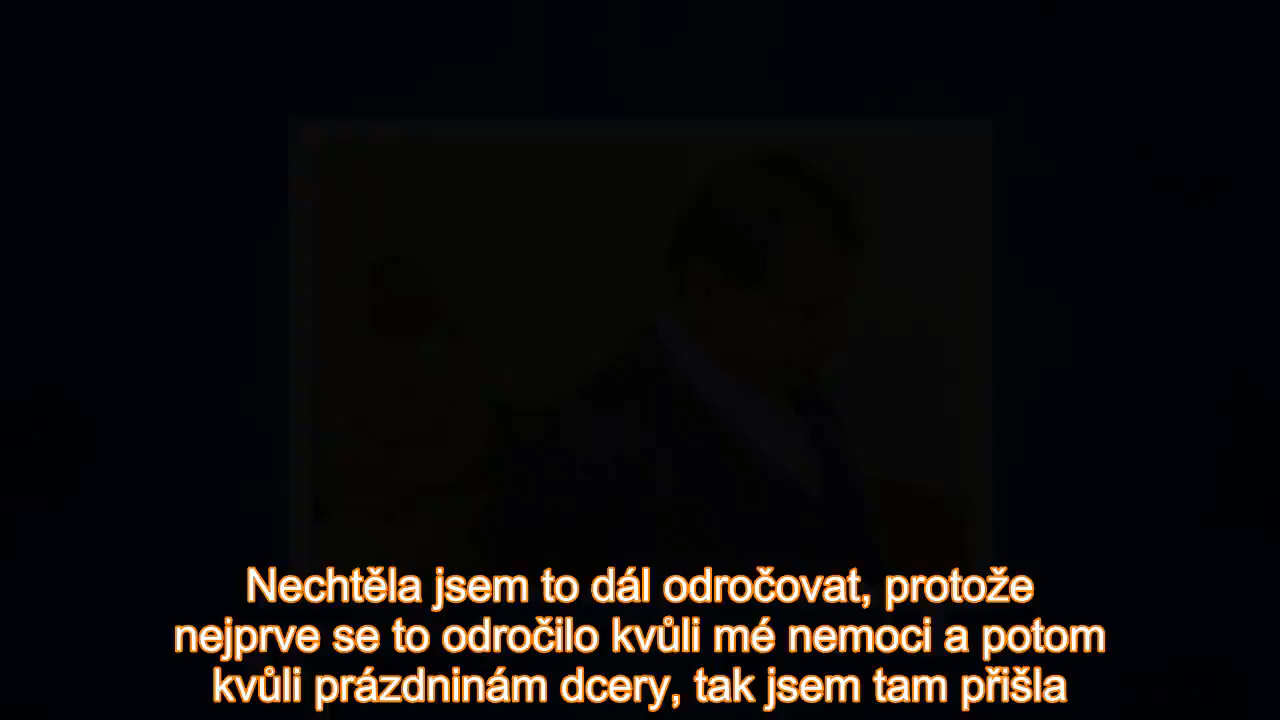 Nechtěla jsem to dál odročovat, protože
nejprve se to odročilo kvůli mé nemoci a potom
kvůli prázdninám dcery, tak jsem tam přišla